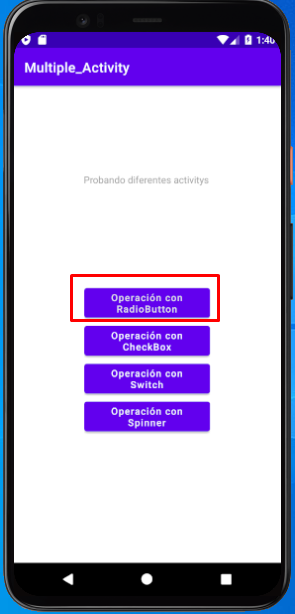 1:40
Multiple_Activity
Probando diferentes activitys
Operación con
RadioButton
Operación con
CheckBox
Operación con
Switch
Operación con
Spinner